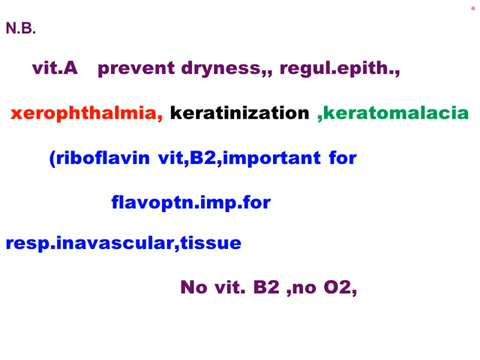 N.B.
vit.A prevent dryness,, regul.epith.,
xerophthalmia, keratinization ,keratomalacia
(riboflavin vit,B2,important for
flavoptn.imp.for
resp.inavascular,tissue
No vit. B2 ,no O2,